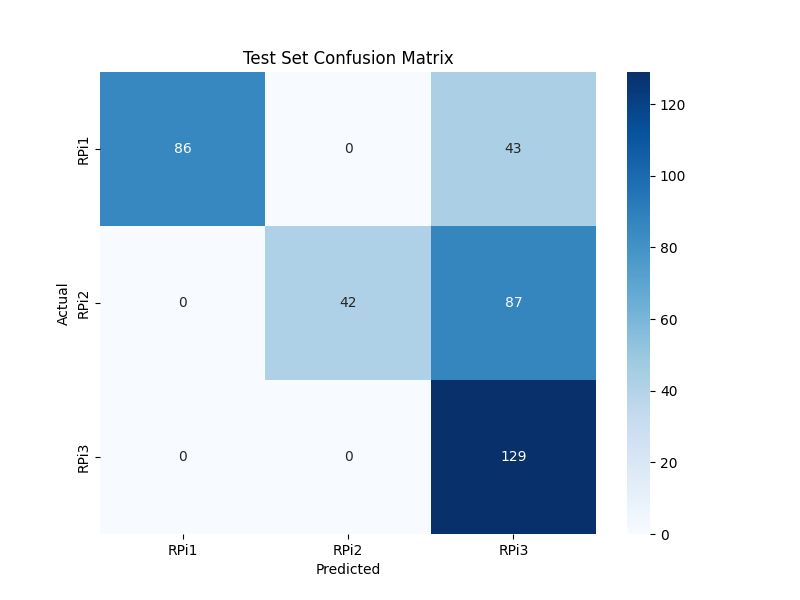 Test Set Confusion Matrix
Actual
RPi1 86 0 43
RPi2 0 42 87
RPi3 0 0 129
RPi1 RPi2 RPi3
Predicted
120
100
80
60
40
20
0